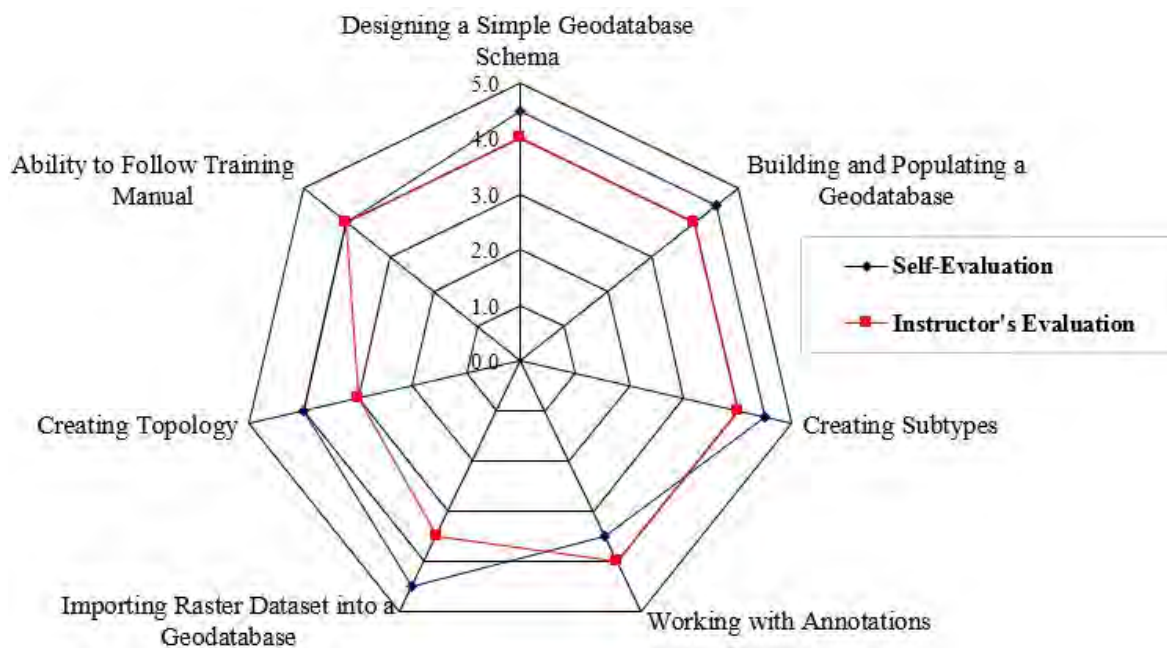 Designing a Simple Geodatabase
Schema
5.0
4.0
3.0
2.0
1.0
0.0
Ability to Follow Training
Manual
Building and Populating a
Geodatabase
Self-Evaluation
Instructor's Evaluation
Creating Topology
Creating Subtypes
Importing Raster Dataset into a
Geodatabase
Working with Annotations